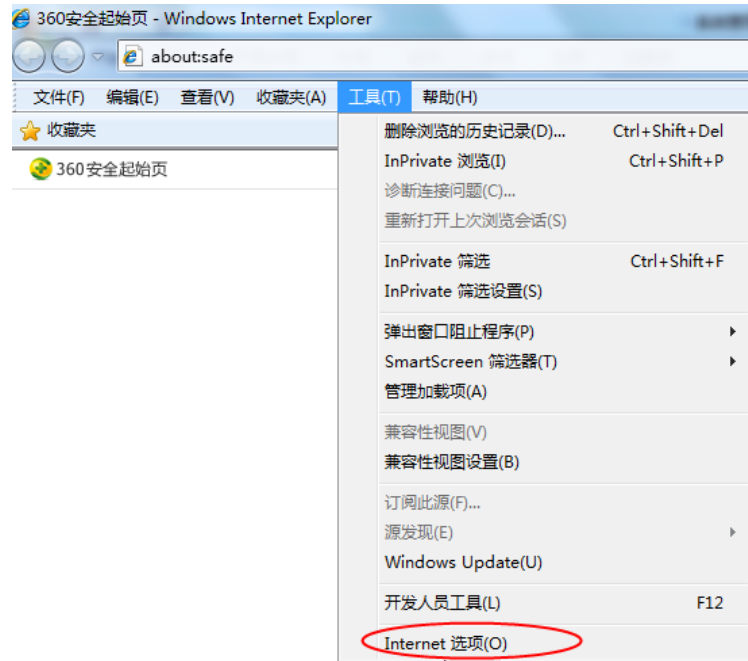 360安全起始页 - Windows Internet Explorer
about:safe
文件(F) 编辑(E) 查看(V) 收藏夹(A) 工具(T) 帮助(H)
收藏夹
360安全起始页
删除浏览的历史记录(D)... Ctrl+Shift+Del
InPrivate 浏览(I) Ctrl+Shift+P
诊断连接问题(C)...
重新打开上次浏览会话(S)
InPrivate 筛选 Ctrl+Shift+F
InPrivate 筛选设置(S)
弹出窗口阻止程序(P)
SmartScreen 筛选器(T)
管理加载项(A)
兼容性视图(V)
兼容性视图设置(B)
订阅此源(F)...
源发现(E)
Windows Update(U)
开发人员工具(L) F12
Internet 选项(O)